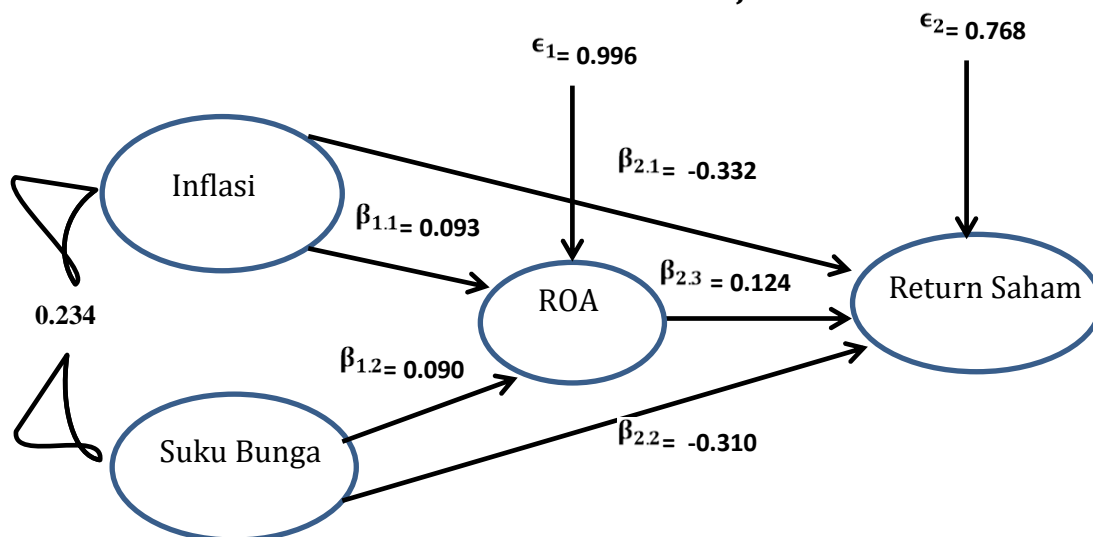 ϵ₂= 0.768
ϵ₁= 0.996
β₂.₁= -0.332
Inflasi
β₁.₁= 0.093
β₂.₃ = 0.124
Return Saham
ROA
0.234
β₁.₂= 0.090
β₂.₂= -0.310
Suku Bunga